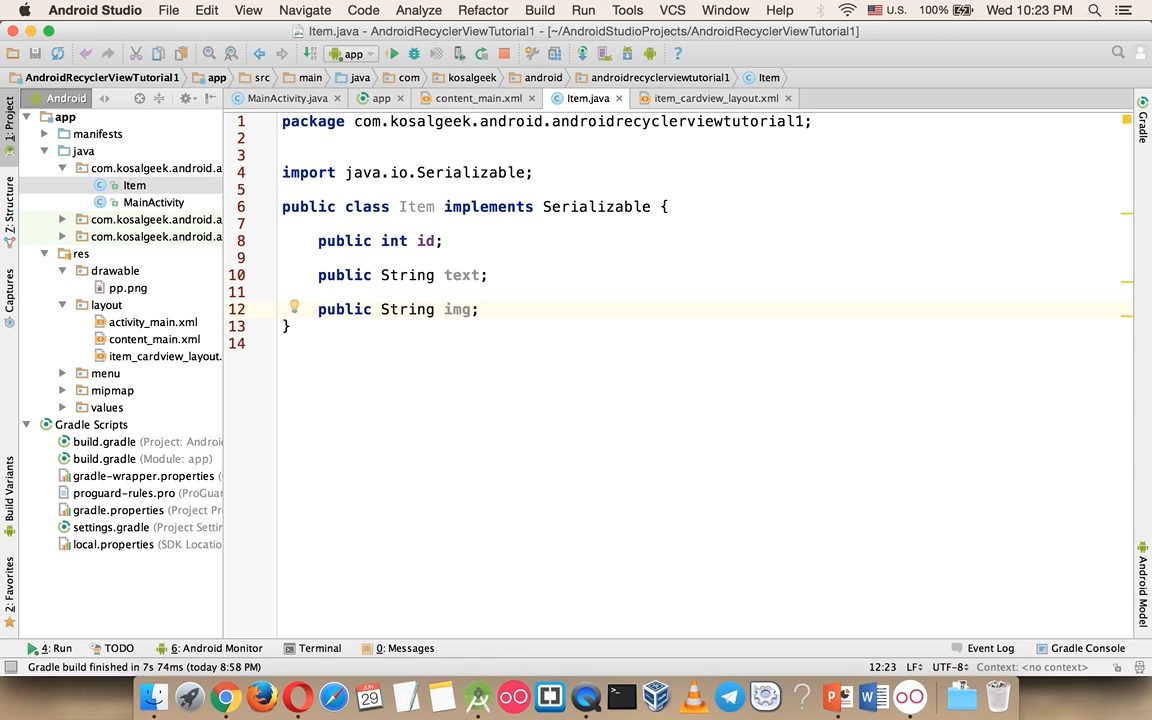 Android Studio File Edit View Navigate Code Analyze Refactor Build Run Tools VCS Window Help U.S. 100% Wed 10:23 PM
Item.java - AndroidRecyclerViewTutorial1 - [~/AndroidStudioProjects/AndroidRecyclerViewTutorial1]
app
AndroidRecyclerViewTutorial1 app src main java com kosalgeek android androidrecyclerviewtutorial1 Item
Android MainActivity.java app content_main.xml Item.java item_cardview_layout.xml
1: Project
Z: Structure
Captures
Build Variants
2: Favorites
app
manifests
java
com.kosalgeek.android.a
Item
MainActivity
com.kosalgeek.android.a
com.kosalgeek.android.a
res
drawable
pp.png
layout
activity_main.xml
content_main.xml
item_cardview_layout.
menu
mipmap
values
Gradle Scripts
build.gradle (Project: Androi
build.gradle (Module: app)
gradle-wrapper.properties (
proguard-rules.pro (ProGuar
gradle.properties (Project Pr
settings.gradle (Project Settir
local.properties (SDK Locatio
1 package com.kosalgeek.android.androidrecyclerviewtutorial1;
2
3
4 import java.io.Serializable;
5
6 public class Item implements Serializable {
7
8 public int id;
9
10 public String text;
11
12 public String img;
13 }
14
Gradle
Android Model
4: Run TODO 6: Android Monitor Terminal 0: Messages Event Log Gradle Console
Gradle build finished in 7s 74ms (today 8:58 PM) 12:23 LF UTF-8 Context: <no context>
JUN
29